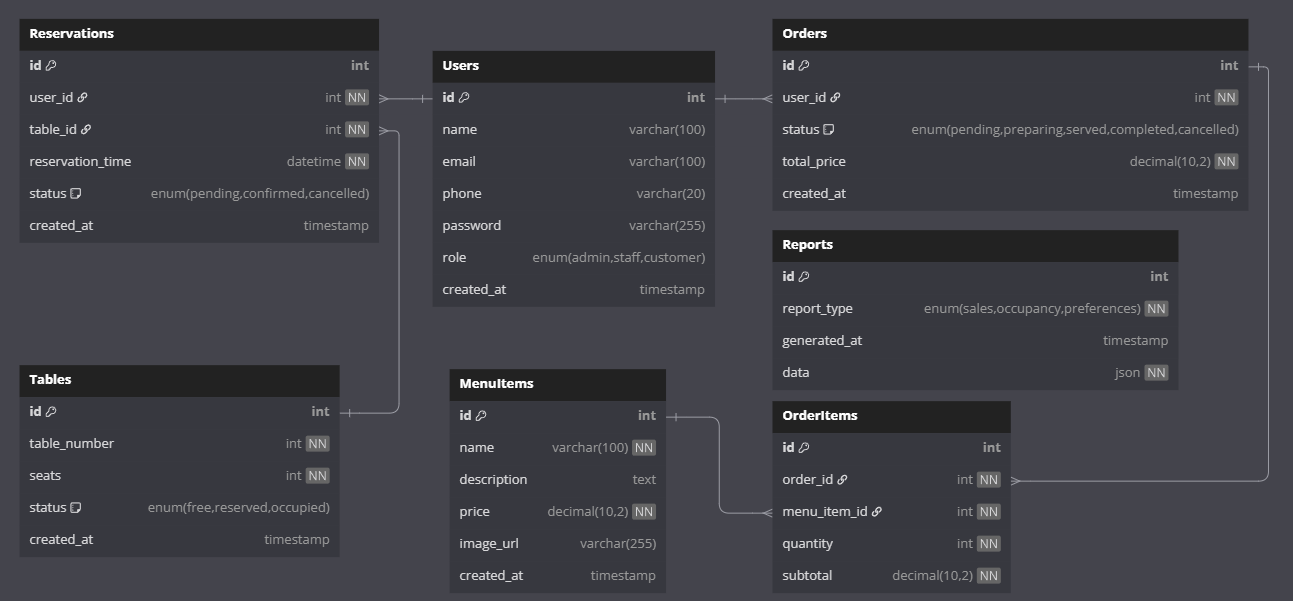 Reservations
id int
user_id int NN
table_id int NN
reservation_time datetime NN
status enum(pending,confirmed,cancelled)
created_at timestamp
Users
id int
name varchar(100)
email varchar(100)
phone varchar(20)
password varchar(255)
role enum(admin,staff,customer)
created_at timestamp
Orders
id int
user_id int NN
status enum(pending,preparing,served,completed,cancelled)
total_price decimal(10,2) NN
created_at timestamp
Reports
id int
report_type enum(sales,occupancy,preferences) NN
generated_at timestamp
data json NN
Tables
id int
table_number int NN
seats int NN
status enum(free,reserved,occupied)
created_at timestamp
MenuItems
id int
name varchar(100) NN
description text
price decimal(10,2) NN
image_url varchar(255)
created_at timestamp
OrderItems
id int
order_id int NN
menu_item_id int NN
quantity int NN
subtotal decimal(10,2) NN